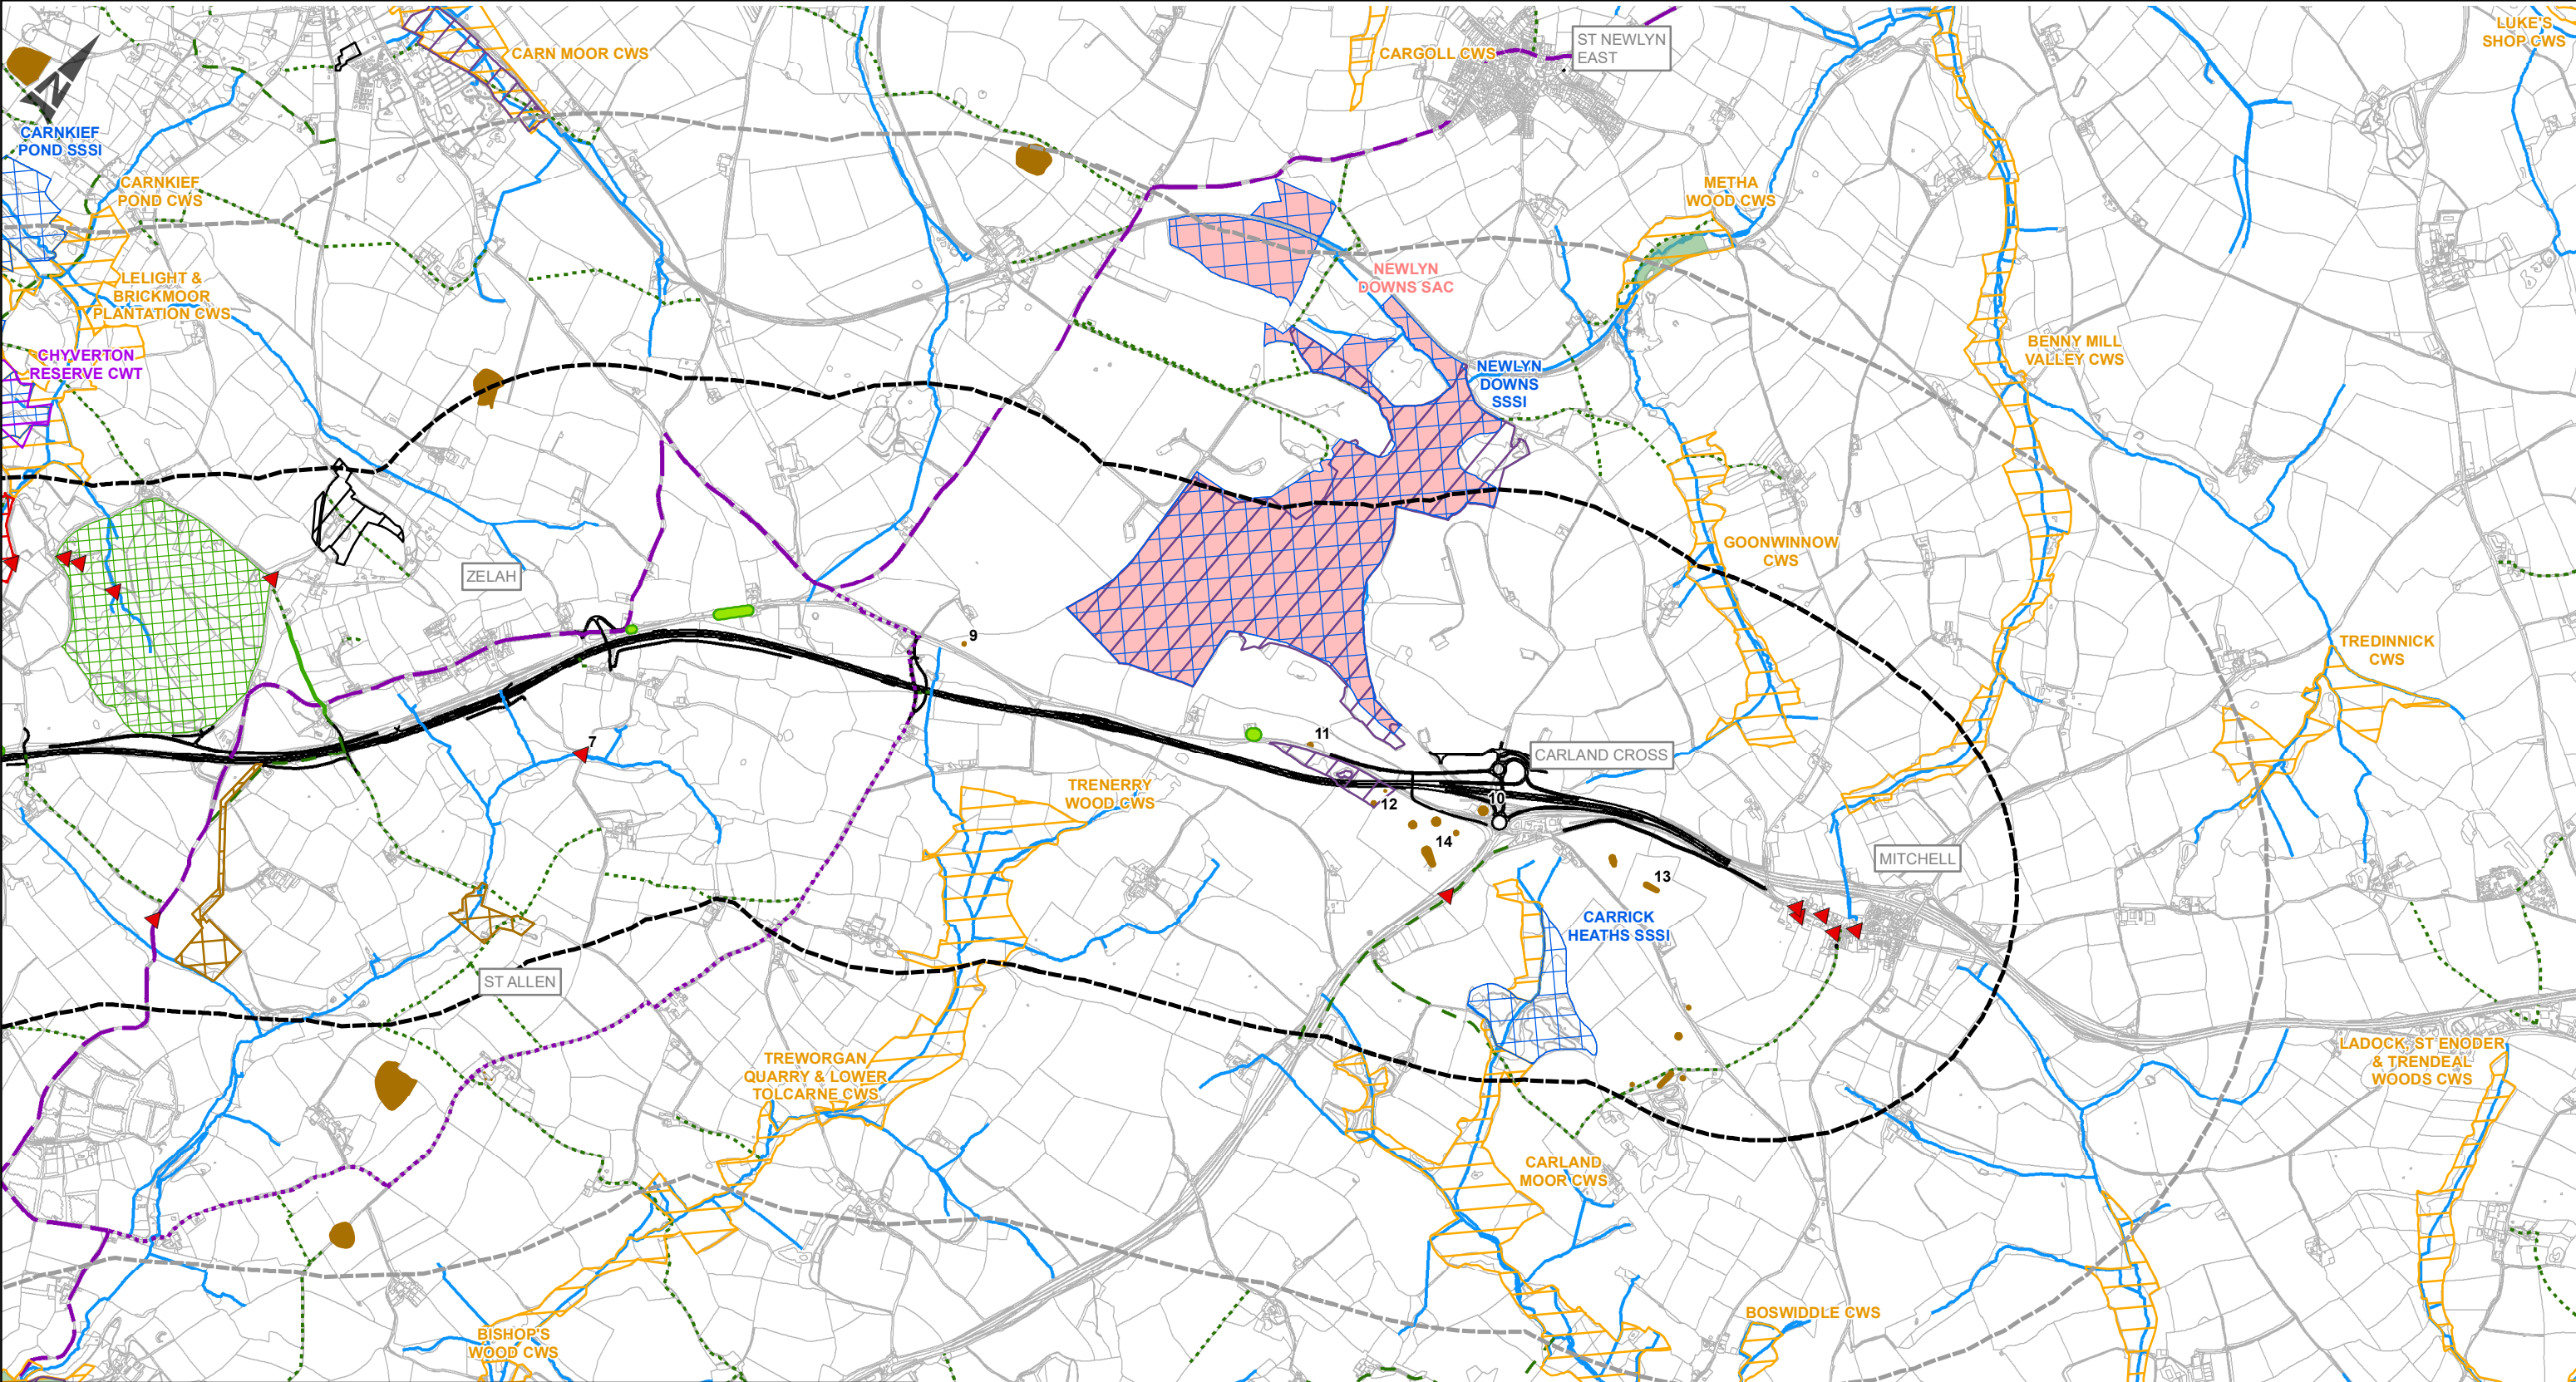 CARN MOOR CWS
CARGOLL CWS
ST NEWLYN
EAST
LUKE'S
SHOP CWS
N
CARNKIEF
POND SSSI
CARNKIEF
POND CWS
METHA
WOOD CWS
LELIGHT &
BRICKMOOR
PLANTATION CWS
NEWLYN
DOWNS SAC
CHYVERTON
RESERVE CWT
NEWLYN
DOWNS
SSSI
BENNY MILL
VALLEY CWS
GOONWINNOW
CWS
ZELAH
9
TREDINNICK
CWS
7
11
CARLAND CROSS
TRENERRY
WOOD CWS
12
10
14
MITCHELL
13
CARRICK
HEATHS SSSI
ST ALLEN
TREWORGAN
QUARRY & LOWER
TOLCARNE CWS
LADOCK, ST ENODER
& TRENDEAL
WOODS CWS
CARLAND
MOOR CWS
BOSWIDDLE CWS
BISHOP'S
WOOD CWS